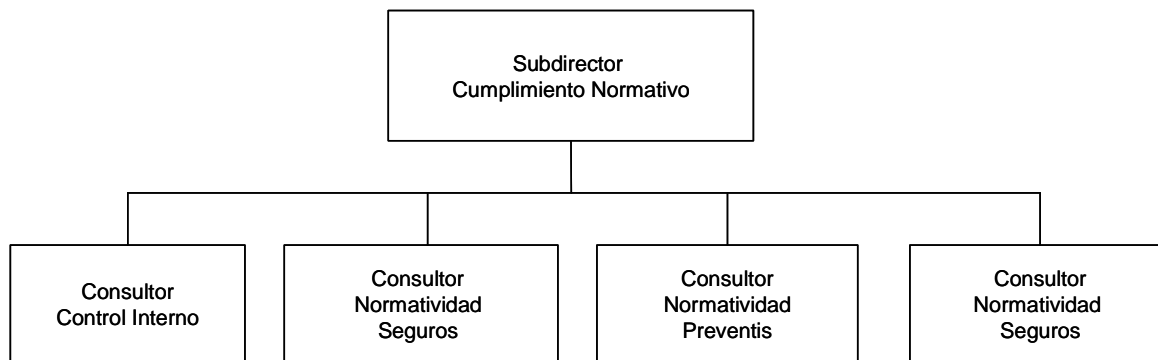 Subdirector
Cumplimiento Normativo
Consultor
Control Interno
Consultor
Normatividad
Seguros
Consultor
Normatividad
Preventis
Consultor
Normatividad
Seguros